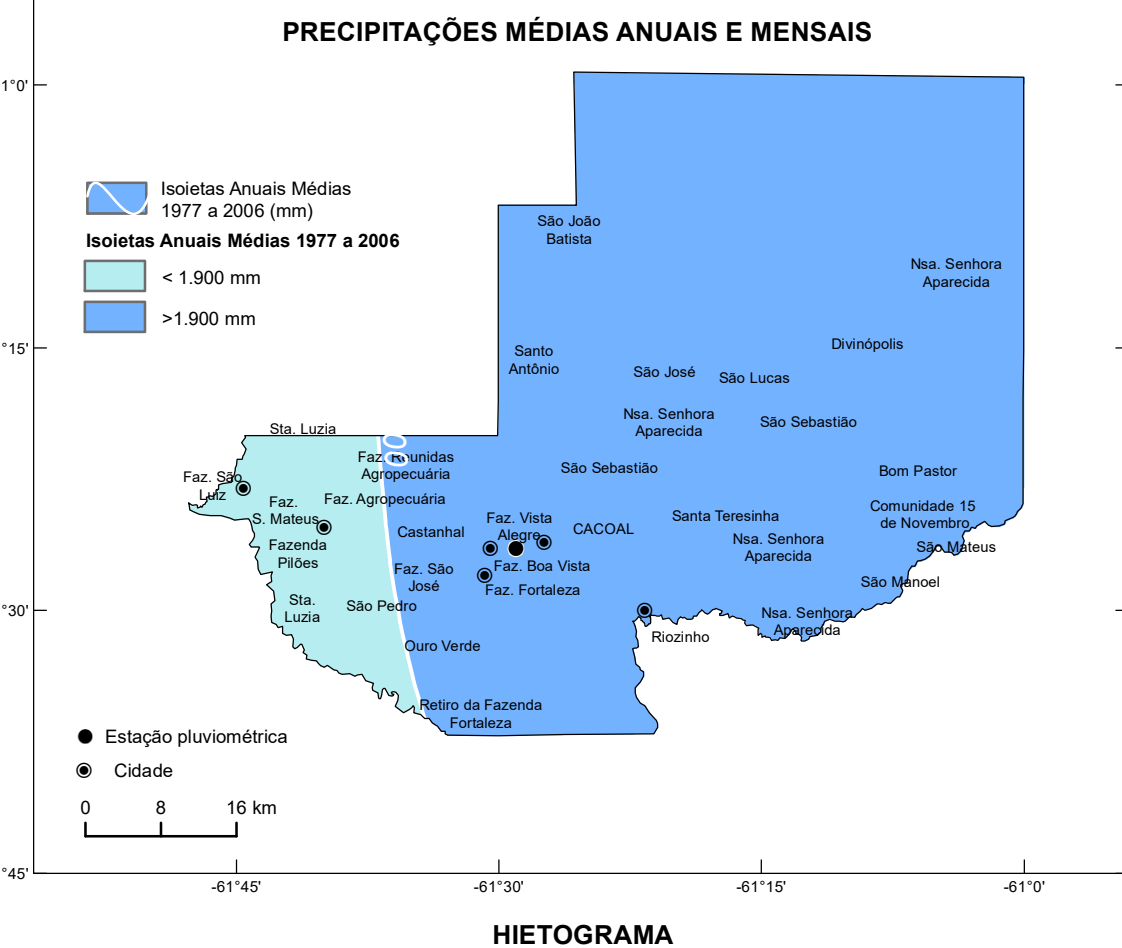 PRECIPITAÇÕES MÉDIAS ANUAIS E MENSAIS
1°0'
Isoietas Anuais Médias
1977 a 2006 (mm)
Isoietas Anuais Médias 1977 a 2006
< 1.900 mm
>1.900 mm
São João
Batista
Nsa. Senhora
Aparecida
°15'
Santo
Antônio
Divinópolis
São José
São Lucas
Nsa. Senhora
Aparecida
São Sebastião
Sta. Luzia
Faz. Reunidas
Agropecuária
São Sebastião
Bom Pastor
Faz. São
Luiz
Faz.
S. Mateus
Faz. Agropecuária
Comunidade 15
de Novembro
Castanhal
Faz. Vista
Alegre
CACOAL
Santa Teresinha
Nsa. Senhora
Aparecida
São Mateus
Fazenda
Pilões
Faz. São
José
Faz. Boa Vista
Faz. Fortaleza
São Manoel
Sta.
Luzia
São Pedro
°30'
Nsa. Senhora
Aparecida
Riozinho
Ouro Verde
Retiro da Fazenda
Fortaleza
Estação pluviométrica
Cidade
0 8 16 km
°45'
-61°45' -61°30' -61°15' -61°0'
HIETOGRAMA